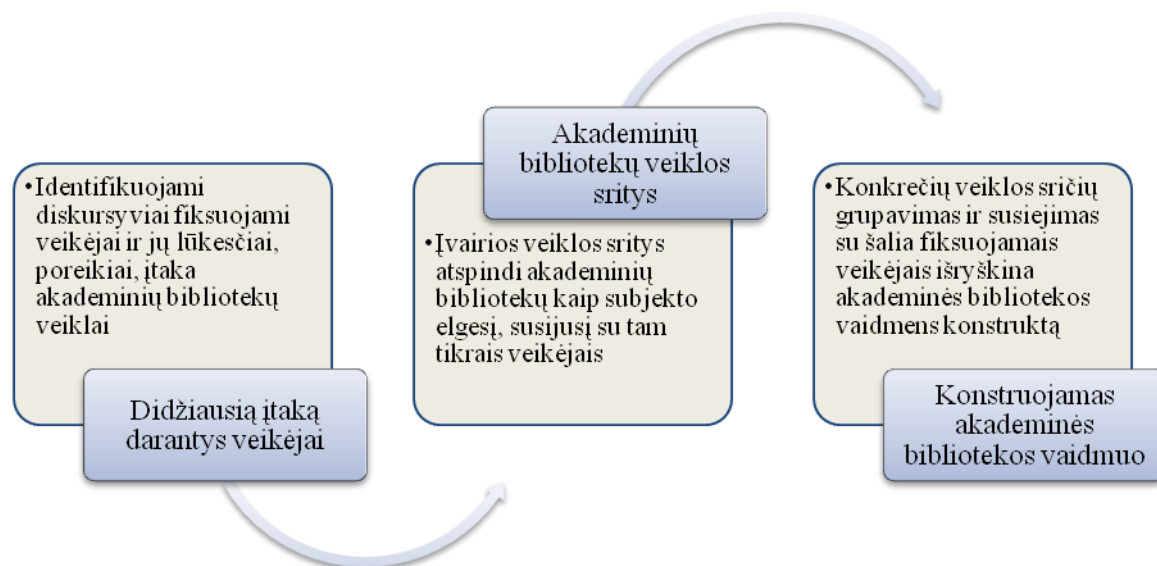 •Identifikuojami
diskursyviai fiksuojami
veikėjai ir jų lūkesčiai,
poreikiai, įtaka
akademinių bibliotekų
veiklai
Didžiausią įtaką
darantys veikėjai
Akademinių
bibliotekų veiklos
sritys
•Įvairios veiklos sritys
atspindi akademinių
bibliotekų kaip subjekto
elgesį, susijusį su tam
tikrais veikėjais
•Konkrečių veiklos sričių
grupavimas ir susiejimas
su šalia fiksuojamais
veikėjais išryškina
akademinės bibliotekos
vaidmens konstruktą
Konstruojamas
akademinės
bibliotekos vaidmuo